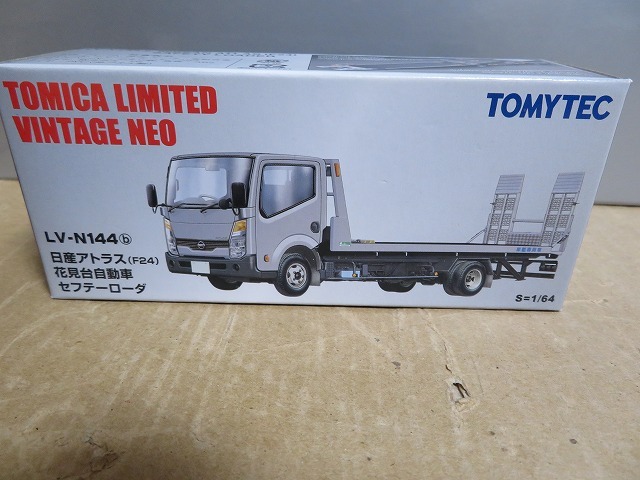 TOMICA LIMITED
VINTAGE NEO
TOMYTEC
LV-N144ⓑ
日産アトラス(F24)
花見台自動車
セフテーローダ
S=1/64